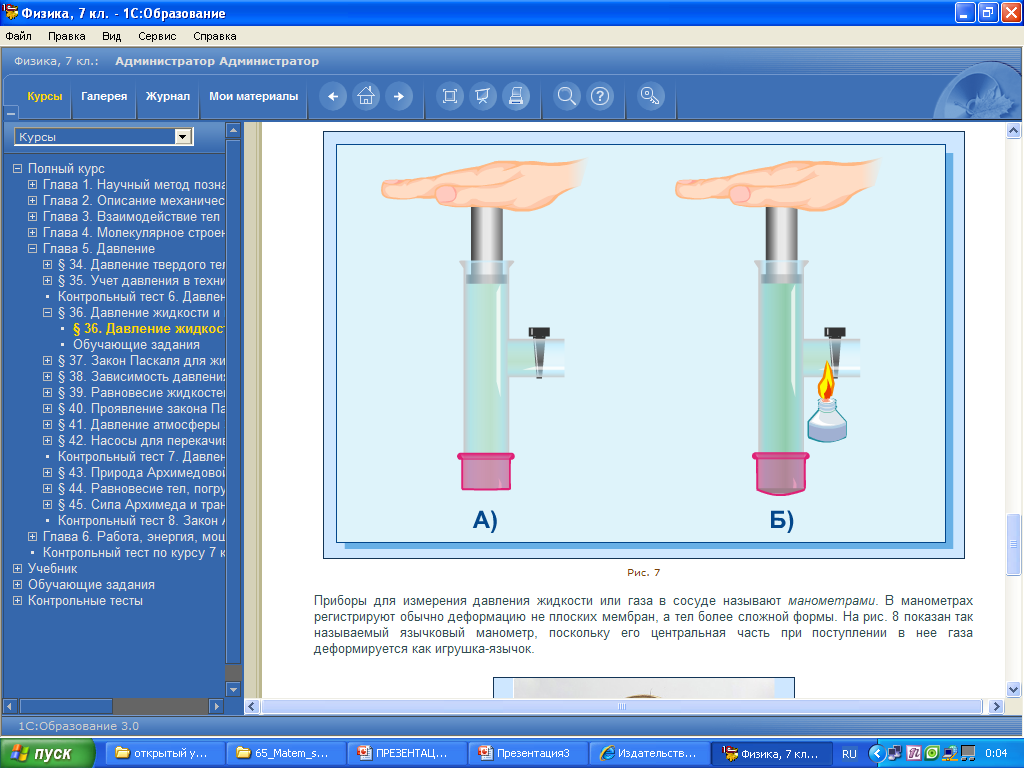 Физика, 7 кл. - 1С:Образование
Файл Правка Вид Сервис Справка
Физика, 7 кл.: Администратор Администратор
Курсы Галерея Журнал Мои материалы
Курсы
Полный курс
Глава 1. Научный метод позна
Глава 2. Описание механичес
Глава 3. Взаимодействие тел
Глава 4. Молекулярное строен
Глава 5. Давление
§ 34. Давление твердого тел
§ 35. Учет давления в техни
Контрольный тест 6. Давлен
§ 36. Давление жидкости и
§ 36. Давление жидкос
Обучающие задания
§ 37. Закон Паскаля для жи
§ 38. Зависимость давлени
§ 39. Равновесие жидкосте
§ 40. Проявление закона Па
§ 41. Давление атмосферы
§ 42. Насосы для перекачи
Контрольный тест 7. Давлен
§ 43. Природа Архимедовой
§ 44. Равновесие тел, погру
§ 45. Сила Архимеда и тран
Контрольный тест 8. Закон А
Глава 6. Работа, энергия, мощ
Контрольный тест по курсу 7 к
Учебник
Обучающие задания
Контрольные тесты
А) Б)
Рис. 7
Приборы для измерения давления жидкости или газа в сосуде называют манометрами. В манометрах
регистрируют обычно деформацию не плоских мембран, а тел более сложной формы. На рис. 8 показан так
называемый язычковый манометр, поскольку его центральная часть при поступлении в нее газа
деформируется как игрушка-язычок.
1С:Образование 3.0
пуск открытый у... 65_Matem_s... ПРЕЗЕНТАЦ... Презентация3 Издательств... Физика, 7 кл... RU 0:04